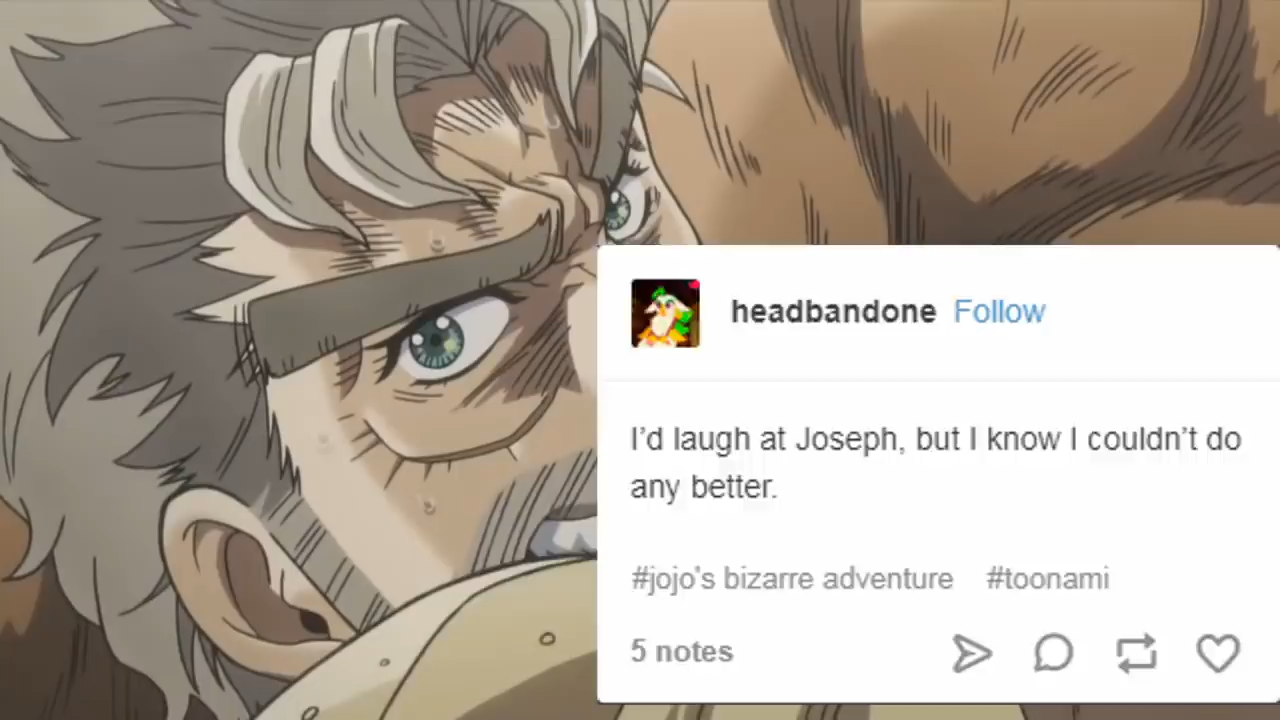 headbandone Follow
I’d laugh at Joseph, but I know I couldn’t do
any better.
#jojo's bizarre adventure #toonami
5 notes